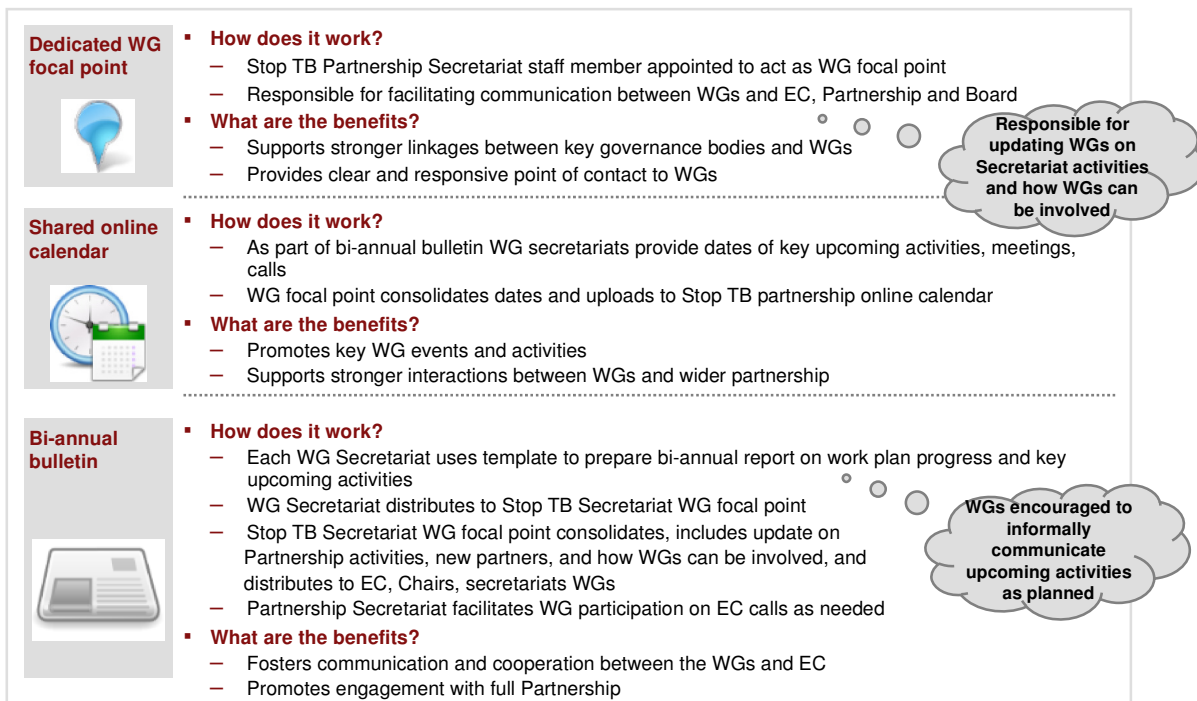 Dedicated WG
focal point
▪ How does it work?
– Stop TB Partnership Secretariat staff member appointed to act as WG focal point
– Responsible for facilitating communication between WGs and EC, Partnership and Board
▪ What are the benefits?
– Supports stronger linkages between key governance bodies and WGs
– Provides clear and responsive point of contact to WGs
Responsible for
updating WGs on
Secretariat activities
and how WGs can
be involved
Shared online
calendar
▪ How does it work?
– As part of bi-annual bulletin WG secretariats provide dates of key upcoming activities, meetings,
calls
– WG focal point consolidates dates and uploads to Stop TB partnership online calendar
▪ What are the benefits?
– Promotes key WG events and activities
– Supports stronger interactions between WGs and wider partnership
Bi-annual
bulletin
▪ How does it work?
– Each WG Secretariat uses template to prepare bi-annual report on work plan progress and key
upcoming activities
– WG Secretariat distributes to Stop TB Secretariat WG focal point
– Stop TB Secretariat WG focal point consolidates, includes update on
Partnership activities, new partners, and how WGs can be involved, and
distributes to EC, Chairs, secretariats WGs
– Partnership Secretariat facilitates WG participation on EC calls as needed
▪ What are the benefits?
– Fosters communication and cooperation between the WGs and EC
– Promotes engagement with full Partnership
WGs encouraged to
informally
communicate
upcoming activities
as planned